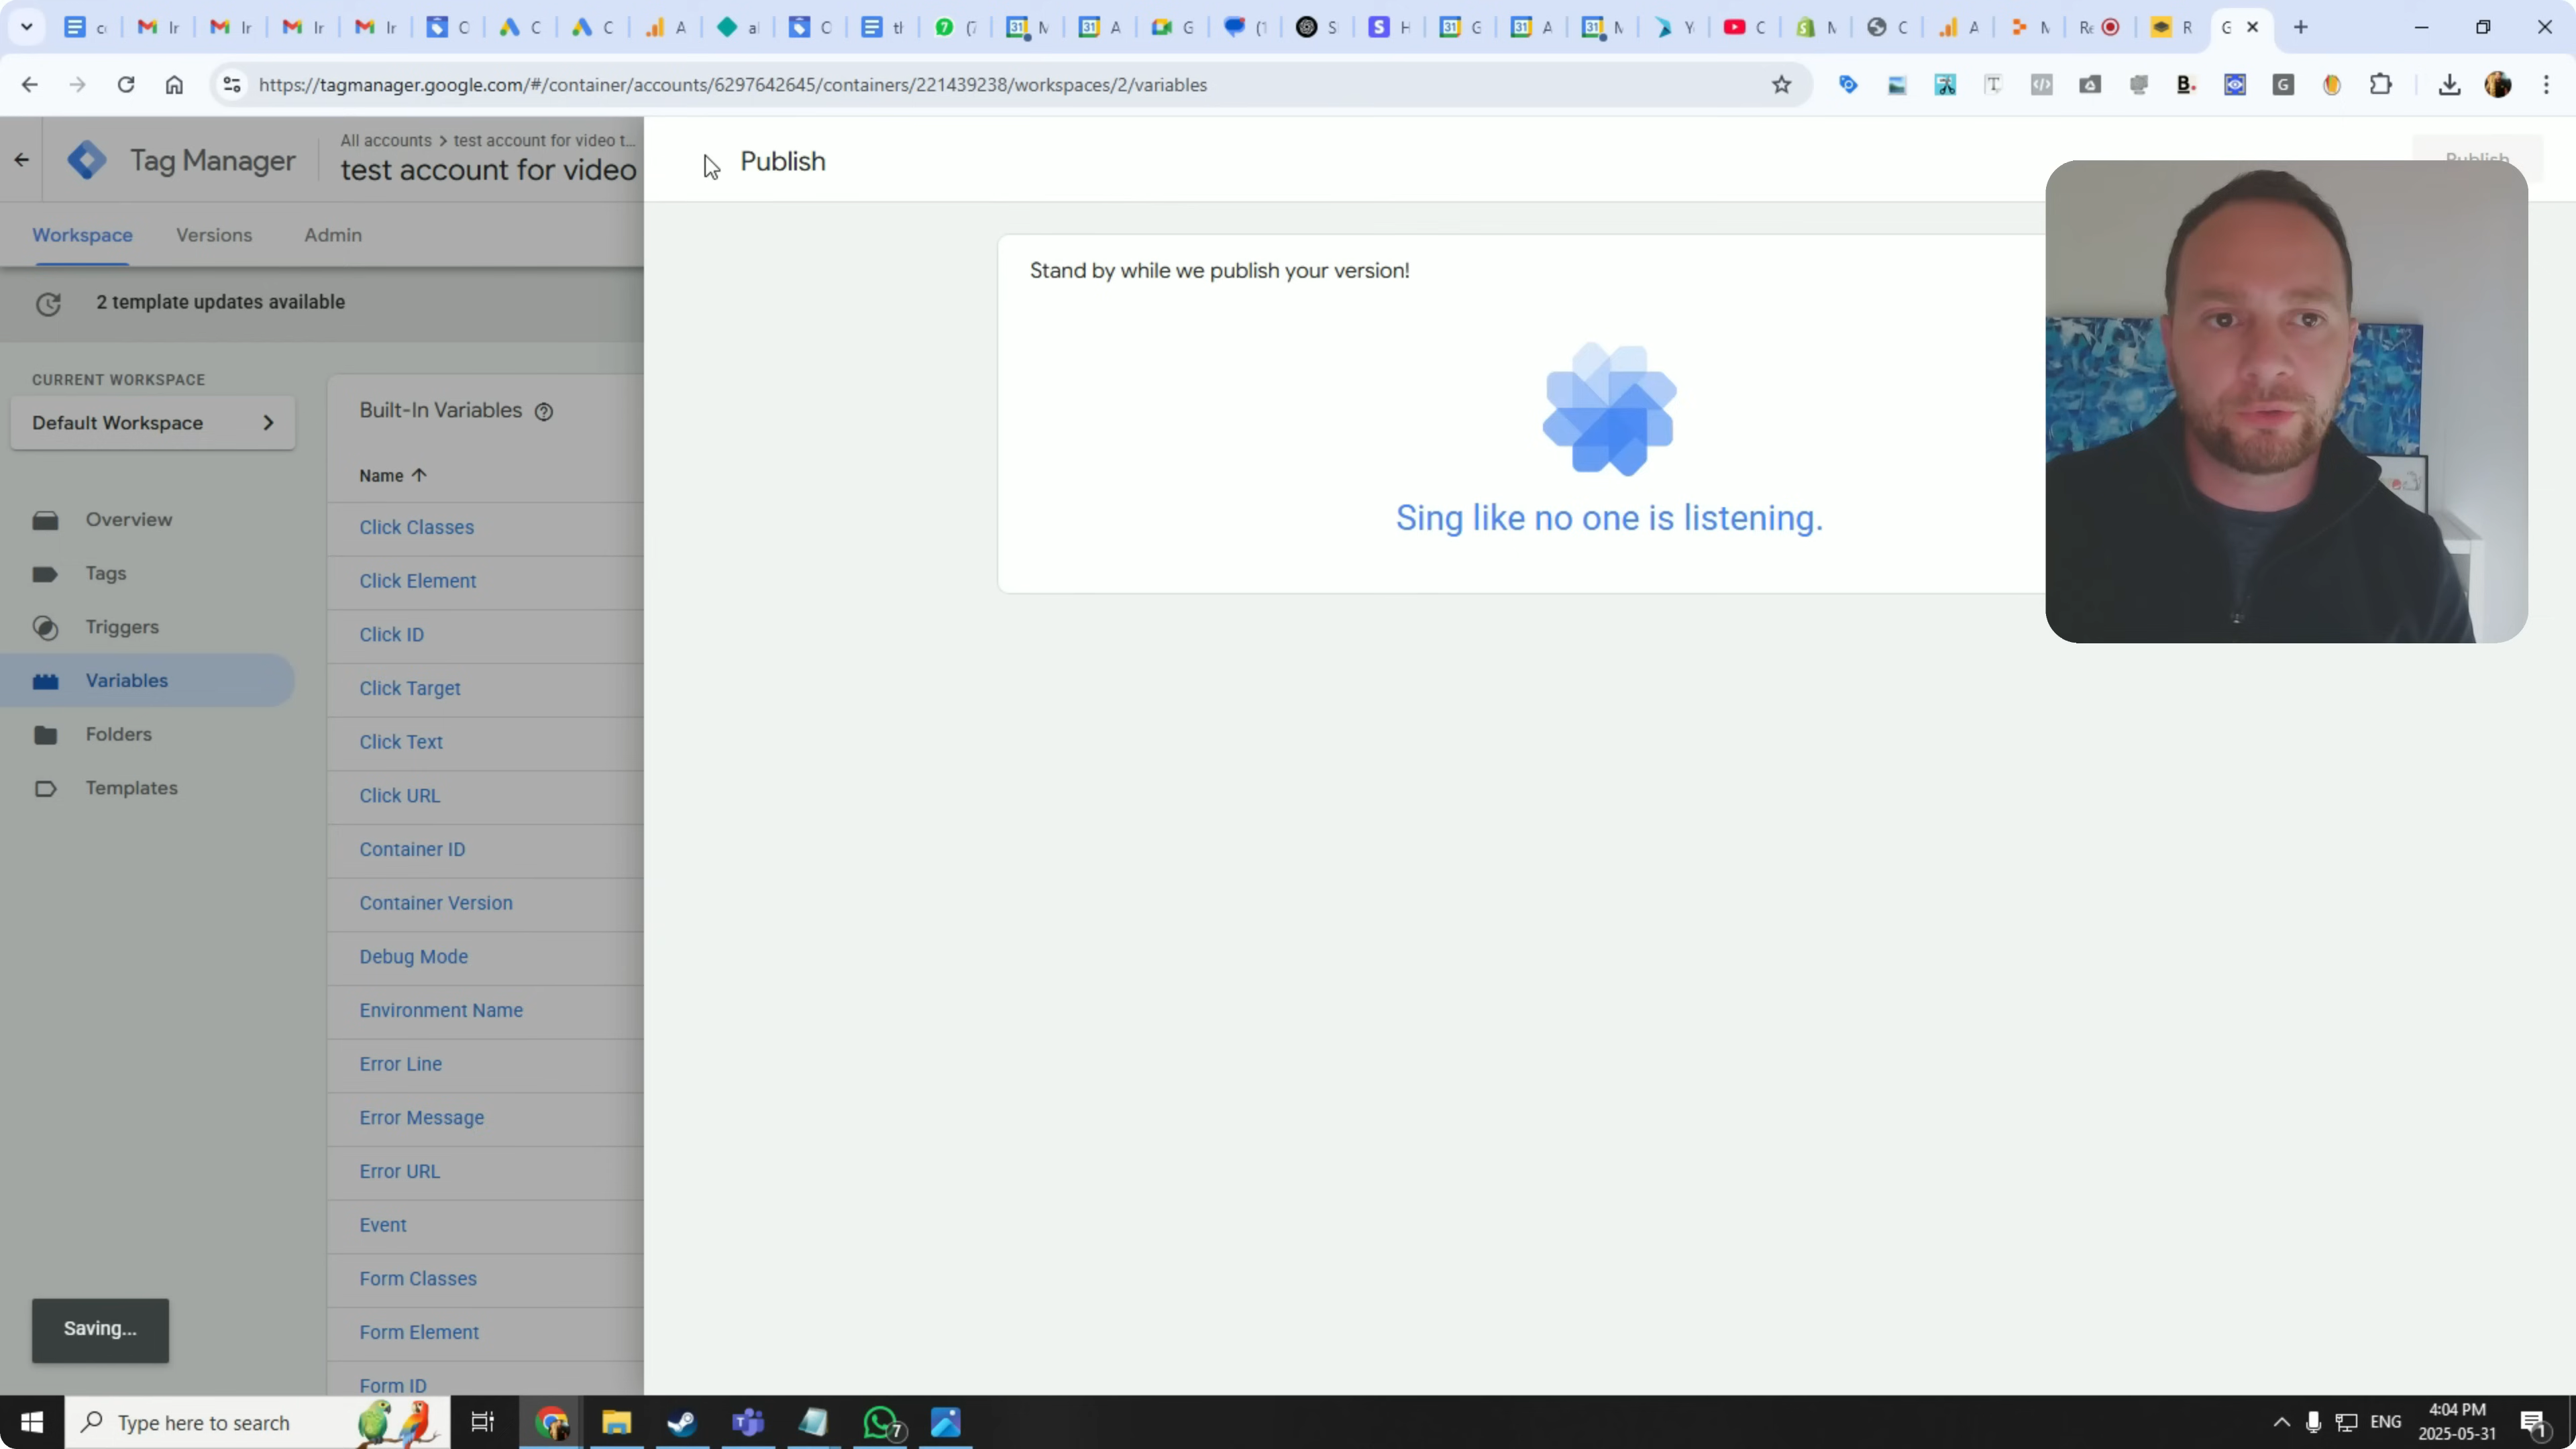 https://tagmanager.google.com/#/container/accounts/6297642645/containers/221439238/workspaces/2/variables
Tag Manager
All accounts > test account for video t...
test account for video
Publish
Publish
Workspace
Versions
Admin
2 template updates available
Stand by while we publish your version!
Sing like no one is listening.
CURRENT WORKSPACE
Default Workspace
Overview
Tags
Triggers
Variables
Folders
Templates
Built-In Variables
Name
Click Classes
Click Element
Click ID
Click Target
Click Text
Click URL
Container ID
Container Version
Debug Mode
Environment Name
Error Line
Error Message
Error URL
Event
Form Classes
Form Element
Form ID
Saving...
Type here to search
7
ENG
4:04 PM
2025-05-31
1